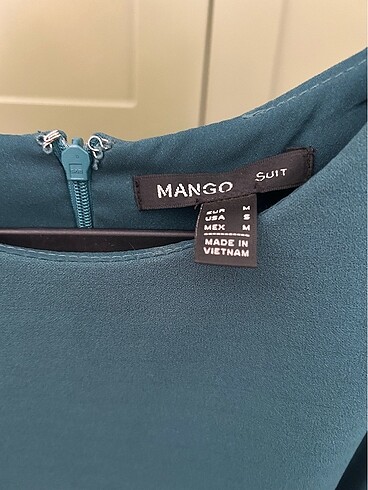 MANGO SUIT
EUR M
USA S
MEX M
MADE IN
VIETNAM